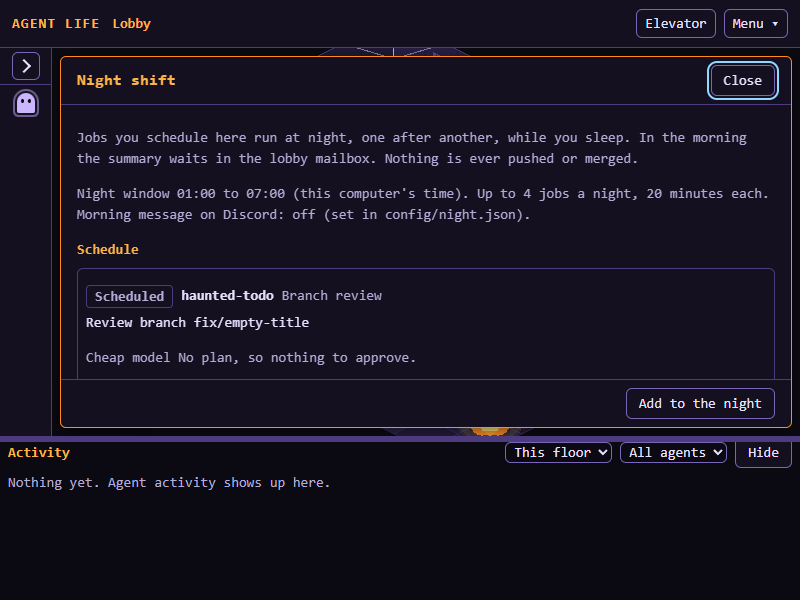 AGENT LIFE Lobby
Elevator
Menu ▾
Night shift
Close
Jobs you schedule here run at night, one after another, while you sleep. In the morning
the summary waits in the lobby mailbox. Nothing is ever pushed or merged.
Night window 01:00 to 07:00 (this computer's time). Up to 4 jobs a night, 20 minutes each.
Morning message on Discord: off (set in config/night.json).
Schedule
Scheduled haunted-todo Branch review
Review branch fix/empty-title
Cheap model No plan, so nothing to approve.
Add to the night
Activity
This floor
All agents
Hide
Nothing yet. Agent activity shows up here.